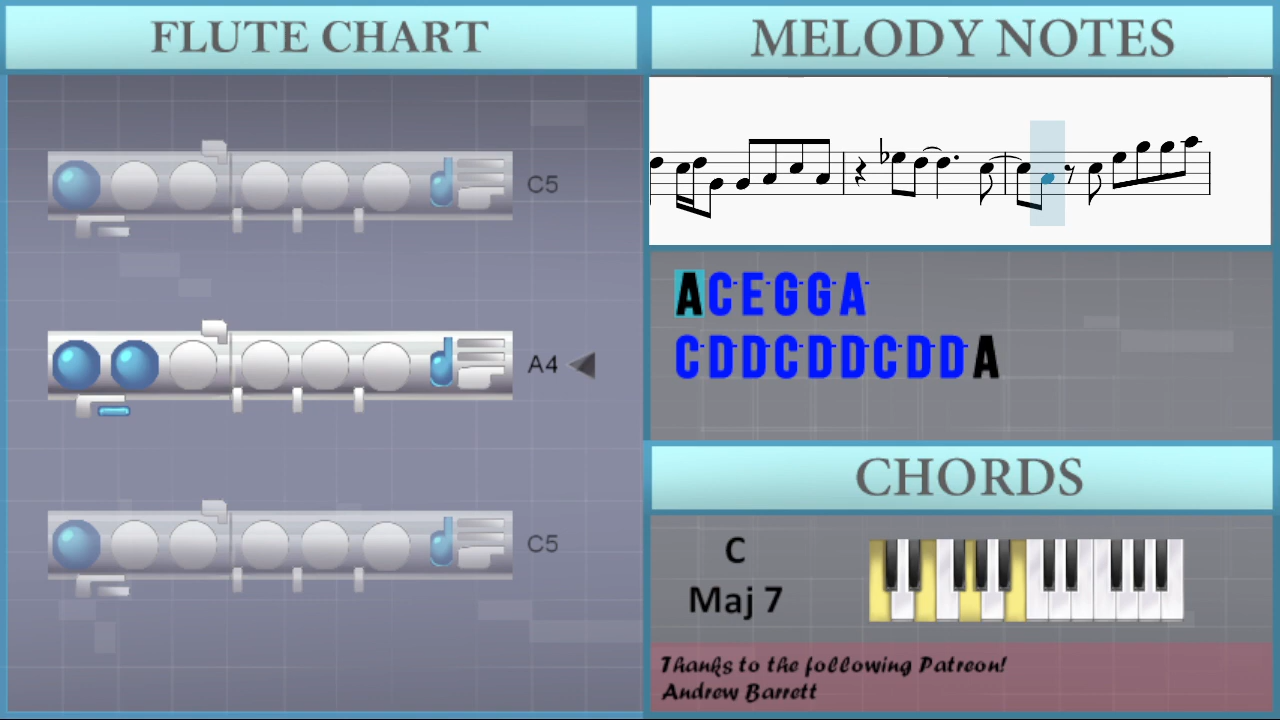 FLUTE CHART
C5
A4
C5
MELODY NOTES
ACEGGA
CDDCDDCDDA
CHORDS
C
Maj 7
Thanks to the following Patreon!
Andrew Barrett